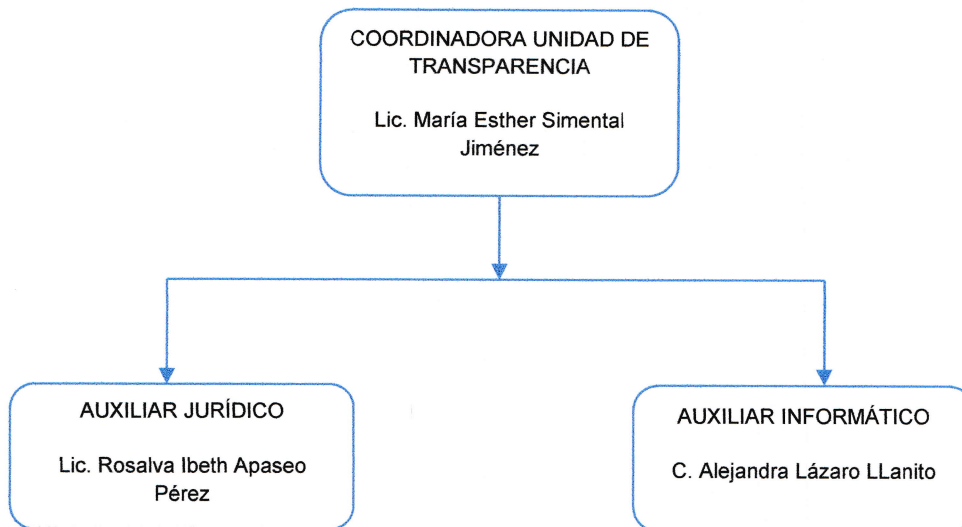 COORDINADORA UNIDAD DE
TRANSPARENCIA
Lic. María Esther Simental
Jiménez
AUXILIAR JURÍDICO
Lic. Rosalva Ibeth Apaseo
Pérez
AUXILIAR INFORMÁTICO
C. Alejandra Lázaro LLanito